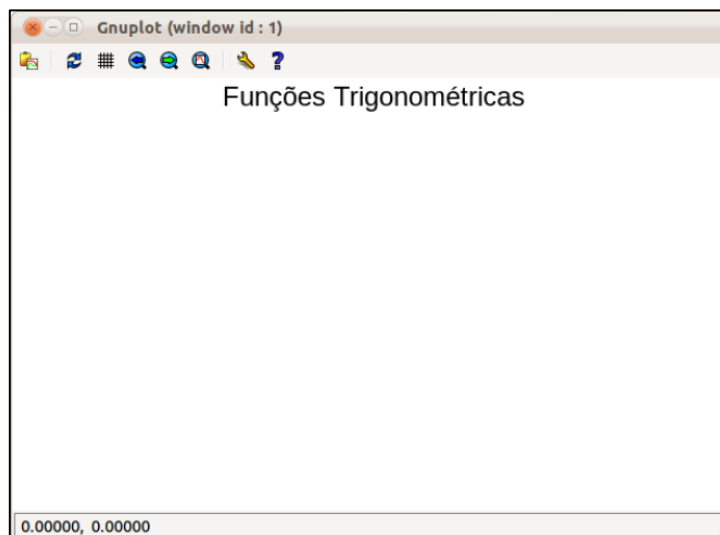 Gnuplot (window id : 1)
Funções Trigonométricas
0.00000, 0.00000